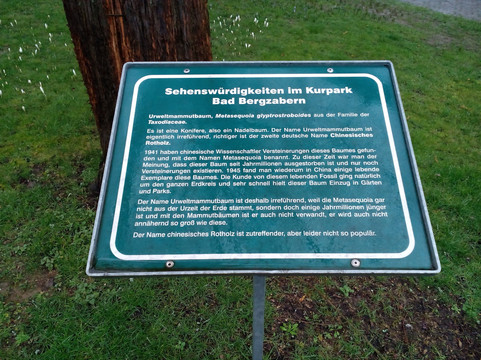 Sehenswürdigkeiten im Kurpark
Bad Bergzabern
Urweltmammutbaum, Metasequoia glyptrostroboides aus der Familie der
Taxodiaceae.
Es ist eine Konifere, also ein Nadelbaum. Der Name Urweltmammutbaum ist
eigentlich irreführend, richtiger ist der zweite deutsche Name Chinesisches
Rotholz.
1941 haben chinesische Wissenschaftler Versteinerungen dieses Baumes gefun-
den und mit dem Namen Metasequoia benannt. Zu dieser Zeit war man der
Meinung, dass dieser Baum seit Jahrmillionen ausgestorben ist und nur noch
Versteinerungen existieren. 1945 fand man wiederum in China einige lebende
Exemplare diese Baumes. Die Kunde von diesem lebenden Fossil ging natürlich
um den ganzen Erdkreis und sehr schnell hielt dieser Baum Einzug in Gärten
und Parks.
Der Name Urweltmammutbaum ist deshalb irreführend, weil die Metasequoia gar
nicht aus der Urzeit der Erde stammt, sondern doch einige Jahrmillionen jünger
ist und mit den Mammutbäumen ist er auch nicht verwandt, er wird auch nicht
annähernd so groß wie diese.
Der Name chinesisches Rotholz ist zutreffender, aber leider nicht so populär.